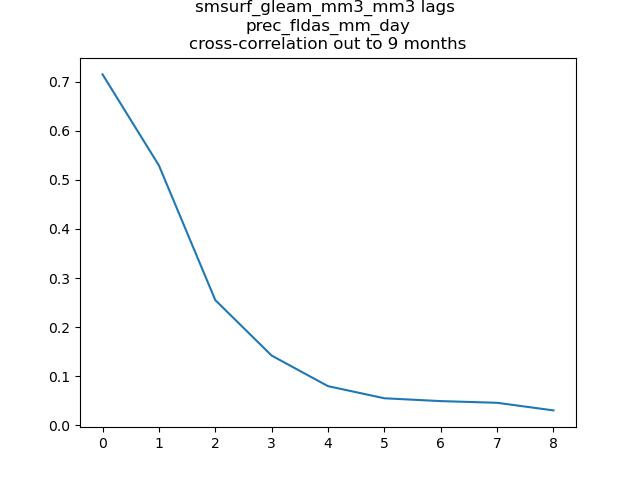 smsurf_gleam_mm3_mm3 lags
prec_fldas_mm_day
cross-correlation out to 9 months
0.7
0.6
0.5
0.4
0.3
0.2
0.1
0.0
0 1 2 3 4 5 6 7 8